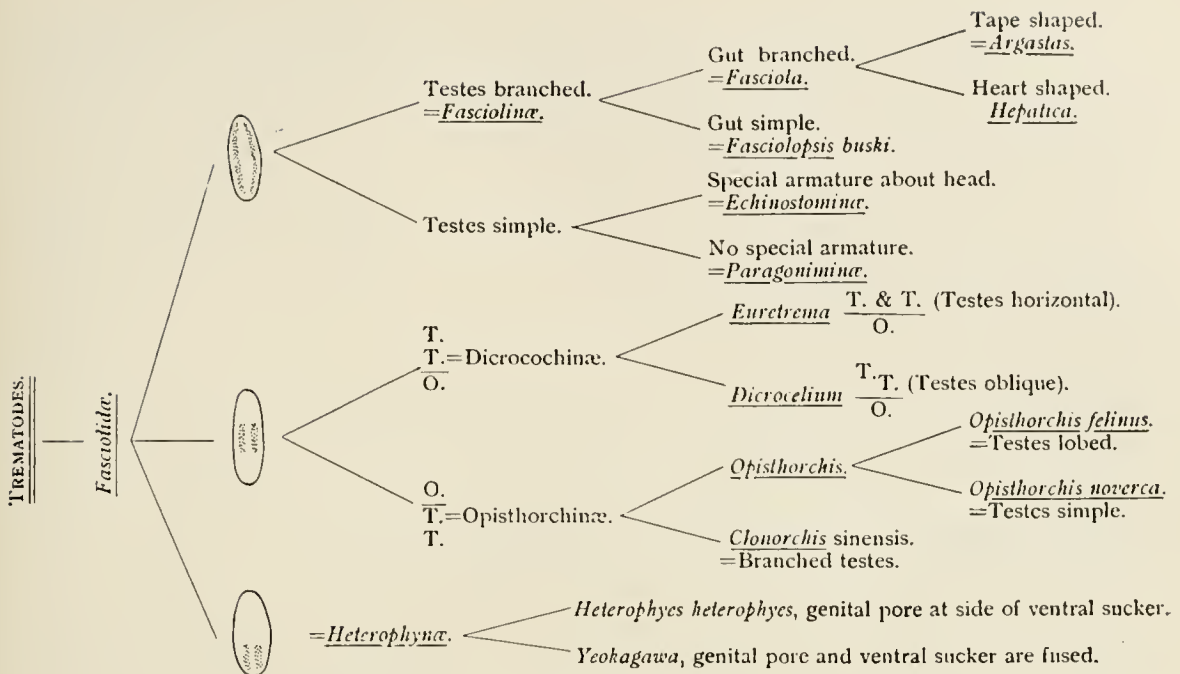 TREMATODES.
Fasciolidæ.
Testes branched.
=Fasciolinæ.
Gut branched.
=Fasciola.
Tape shaped.
=Argastas.
Heart shaped.
Hepatica.
Gut simple.
=Fasciolopsis buski.
Testes simple.
Special armature about head.
=Echinostominæ.
No special armature.
=Paragoniminæ.
T.
T.=Dicrocochinæ.
O.
Euretrema T. & T. (Testes horizontal).
O.
Dicrocelium T.T. (Testes oblique).
O.
O.
T.=Opisthorchinæ.
T.
Opisthorchis.
Opisthorchis felinus.
=Testes lobed.
Opisthorchis noverca.
=Testes simple.
Clonorchis sinensis.
=Branched testes.
=Heterophynæ.
Heterophyes heterophyes, genital pore at side of ventral sucker.
Yeokagawa, genital pore and ventral sucker are fused.